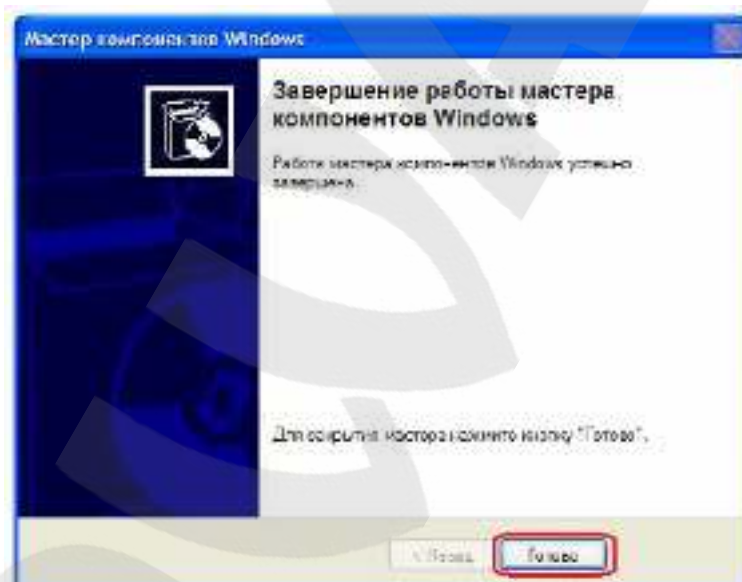 Мастер компонентов Windows
Завершение работы мастера
компонентов Windows
Работа мастера компонентов Windows успешно
завершена.
Для закрытия мастера нажмите кнопку "Готово".
< Назад
Готово